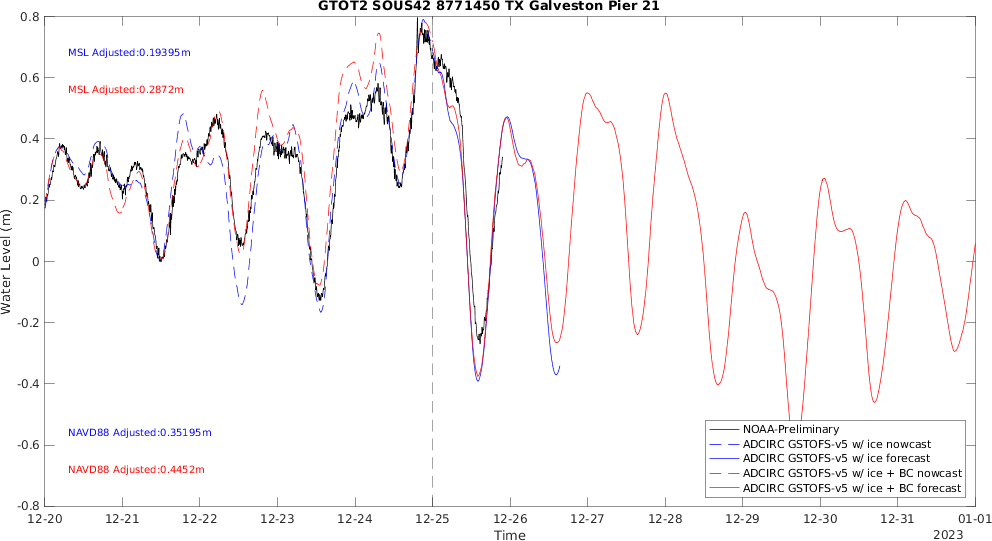 GTOT2 SOUS42 8771450 TX Galveston Pier 21
0.8
0.6
0.4
0.2
0
-0.2
-0.4
-0.6
-0.8
Water Level (m)
MSL Adjusted:0.19395m
MSL Adjusted:0.2872m
NAVD88 Adjusted:0.35195m
NAVD88 Adjusted:0.4452m
NOAA-Preliminary
ADCIRC GSTOFS-v5 w/ ice nowcast
ADCIRC GSTOFS-v5 w/ ice forecast
ADCIRC GSTOFS-v5 w/ ice + BC nowcast
ADCIRC GSTOFS-v5 w/ ice + BC forecast
12-20 12-21 12-22 12-23 12-24 12-25 12-26 12-27 12-28 12-29 12-30 12-31 01-01
Time
2023